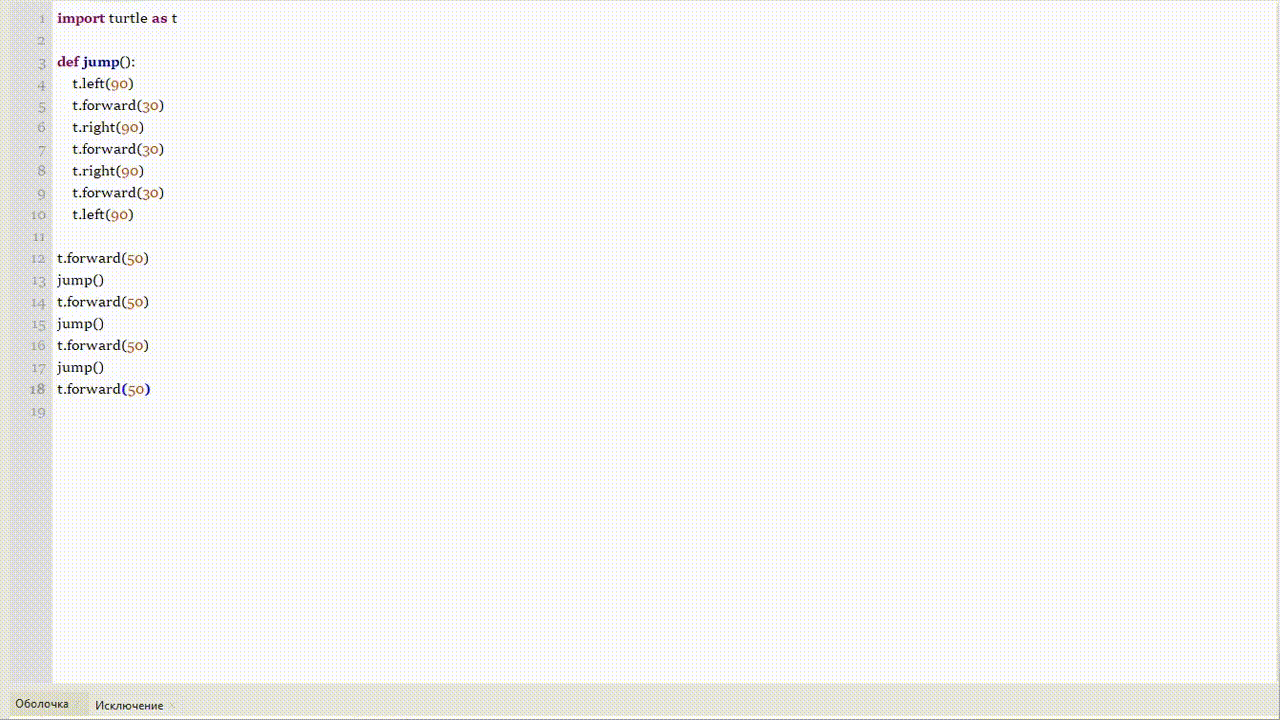 1 import turtle as t
2
3 def jump():
4     t.left(90)
5     t.forward(30)
6     t.right(90)
7     t.forward(30)
8     t.right(90)
9     t.forward(30)
10     t.left(90)
11
12 t.forward(50)
13 jump()
14 t.forward(50)
15 jump()
16 t.forward(50)
17 jump()
18 t.forward(50)
19
Оболочка × Исключение ×